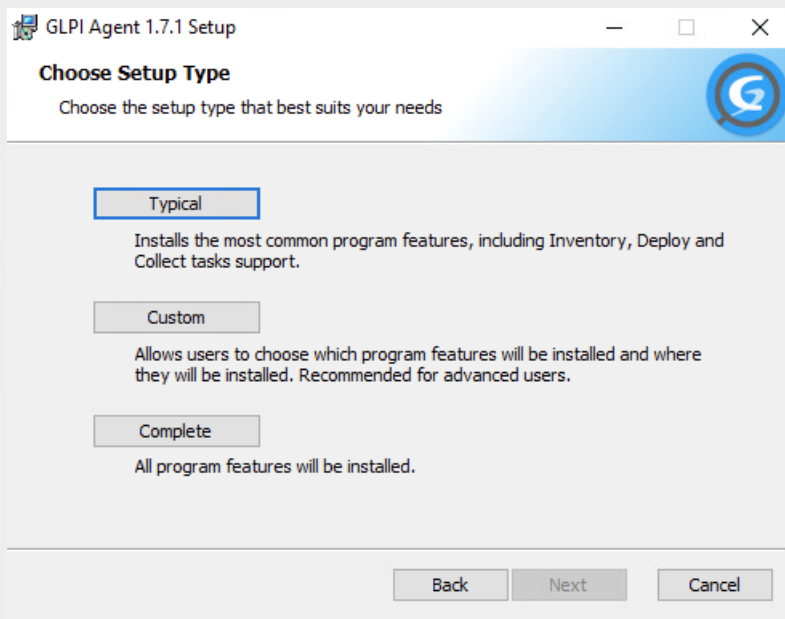 GLPI Agent 1.7.1 Setup
Choose Setup Type
Choose the setup type that best suits your needs
Typical
Installs the most common program features, including Inventory, Deploy and
Collect tasks support.
Custom
Allows users to choose which program features will be installed and where
they will be installed. Recommended for advanced users.
Complete
All program features will be installed.
Back Next Cancel